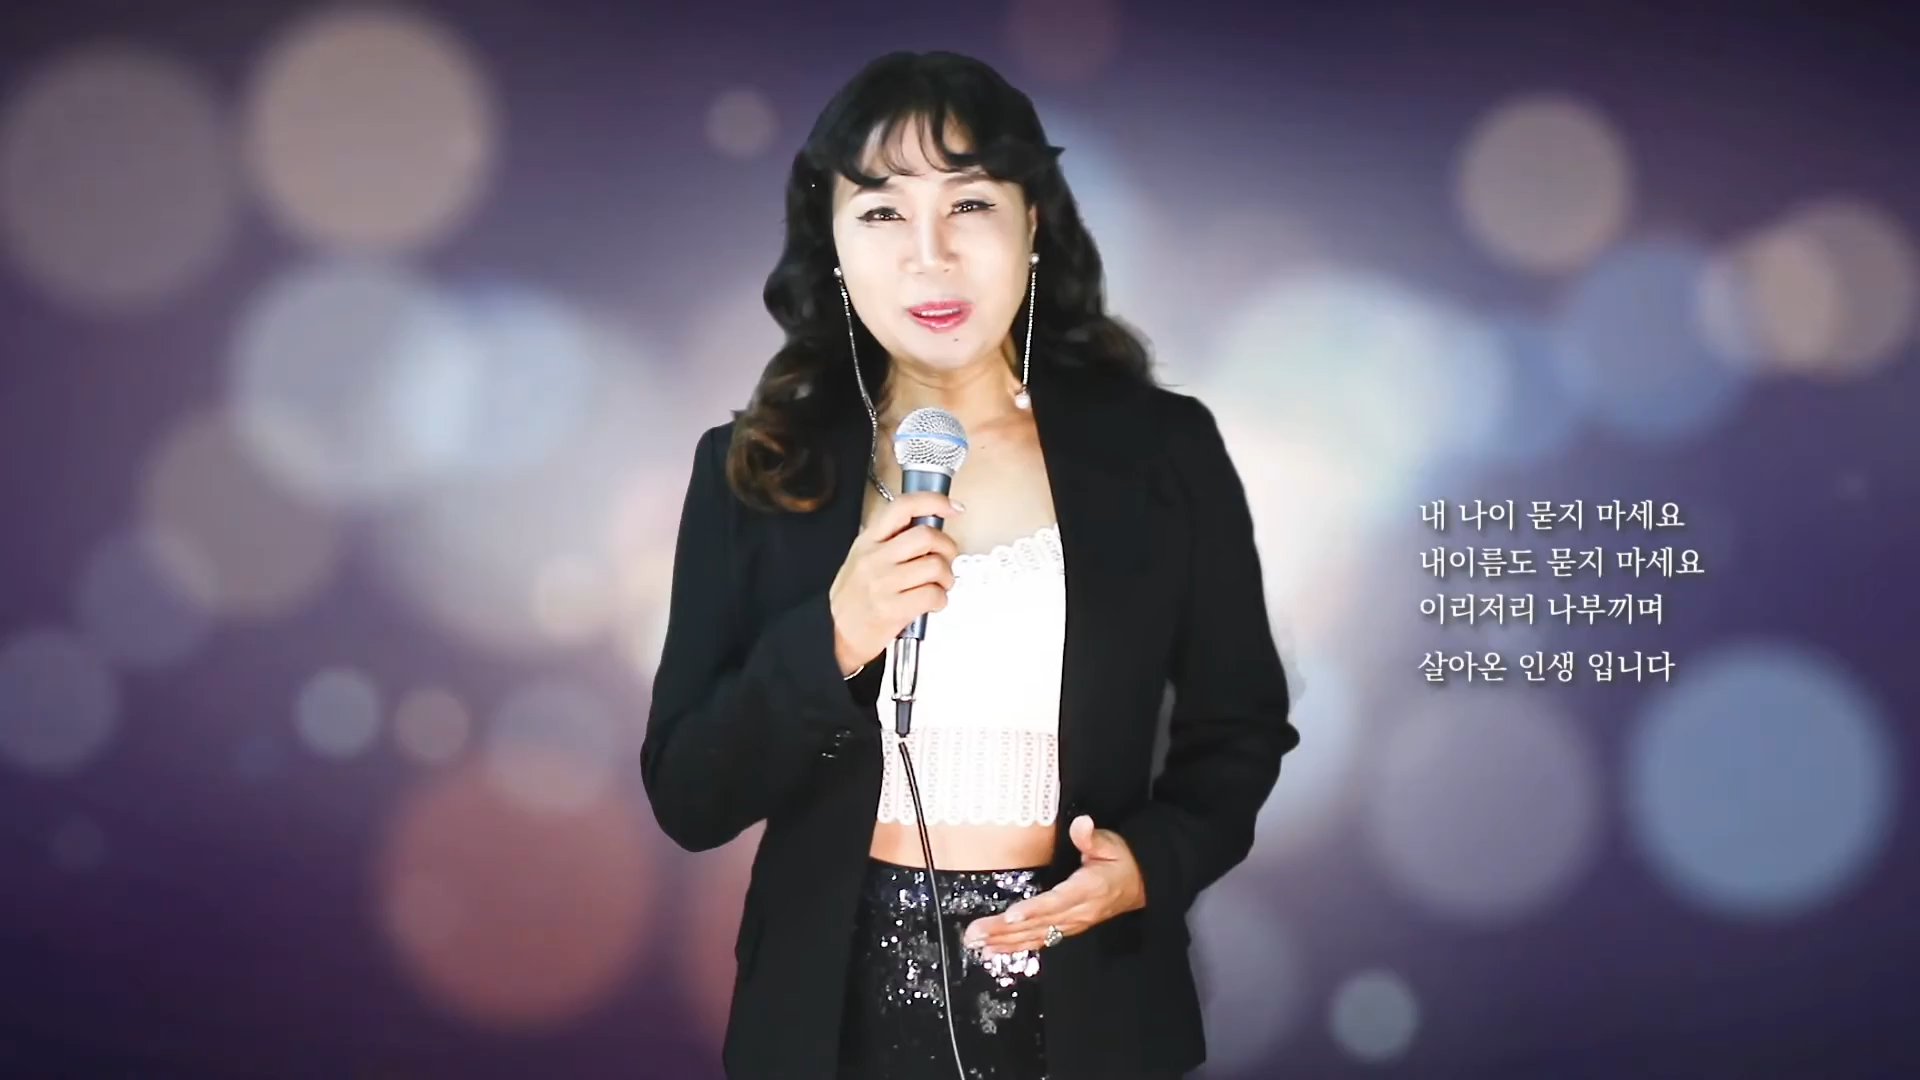 내 나이 묻지 마세요
내이름도 묻지 마세요
이리저리 나부끼며
살아온 인생 입니다